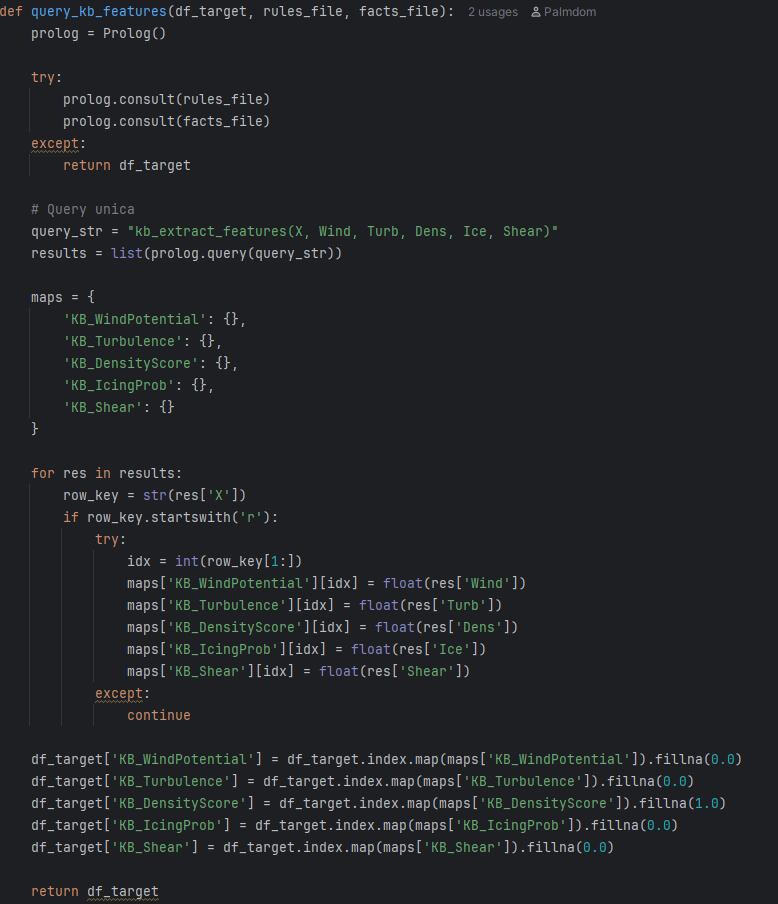 def query_kb_features(df_target, rules_file, facts_file): 2 usages Palmdom
    prolog = Prolog()

    try:
        prolog.consult(rules_file)
        prolog.consult(facts_file)
    except:
        return df_target

    # Query unica
    query_str = "kb_extract_features(X, Wind, Turb, Dens, Ice, Shear)"
    results = list(prolog.query(query_str))

    maps = {
        'KB_WindPotential': {},
        'KB_Turbulence': {},
        'KB_DensityScore': {},
        'KB_IcingProb': {},
        'KB_Shear': {}
    }

    for res in results:
        row_key = str(res['X'])
        if row_key.startswith('r'):
            try:
                idx = int(row_key[1:])
                maps['KB_WindPotential'][idx] = float(res['Wind'])
                maps['KB_Turbulence'][idx] = float(res['Turb'])
                maps['KB_DensityScore'][idx] = float(res['Dens'])
                maps['KB_IcingProb'][idx] = float(res['Ice'])
                maps['KB_Shear'][idx] = float(res['Shear'])
            except:
                continue

    df_target['KB_WindPotential'] = df_target.index.map(maps['KB_WindPotential']).fillna(0.0)
    df_target['KB_Turbulence'] = df_target.index.map(maps['KB_Turbulence']).fillna(0.0)
    df_target['KB_DensityScore'] = df_target.index.map(maps['KB_DensityScore']).fillna(1.0)
    df_target['KB_IcingProb'] = df_target.index.map(maps['KB_IcingProb']).fillna(0.0)
    df_target['KB_Shear'] = df_target.index.map(maps['KB_Shear']).fillna(0.0)

    return df_target